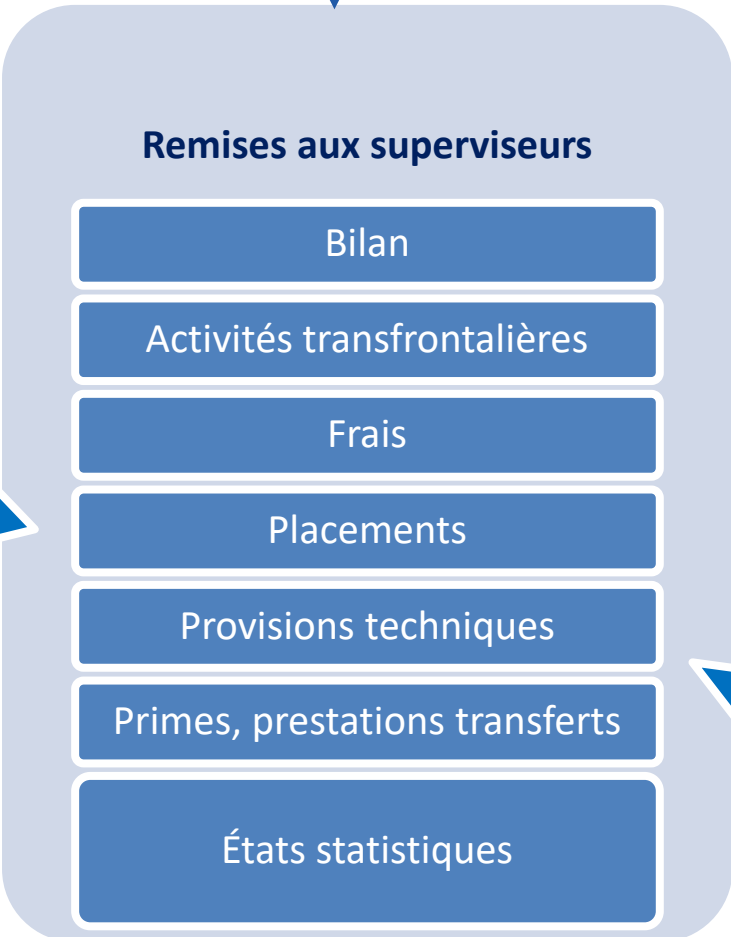 Remises aux superviseurs
Bilan
Activités transfrontalières
Frais
Placements
Provisions techniques
Primes, prestations transferts
États statistiques